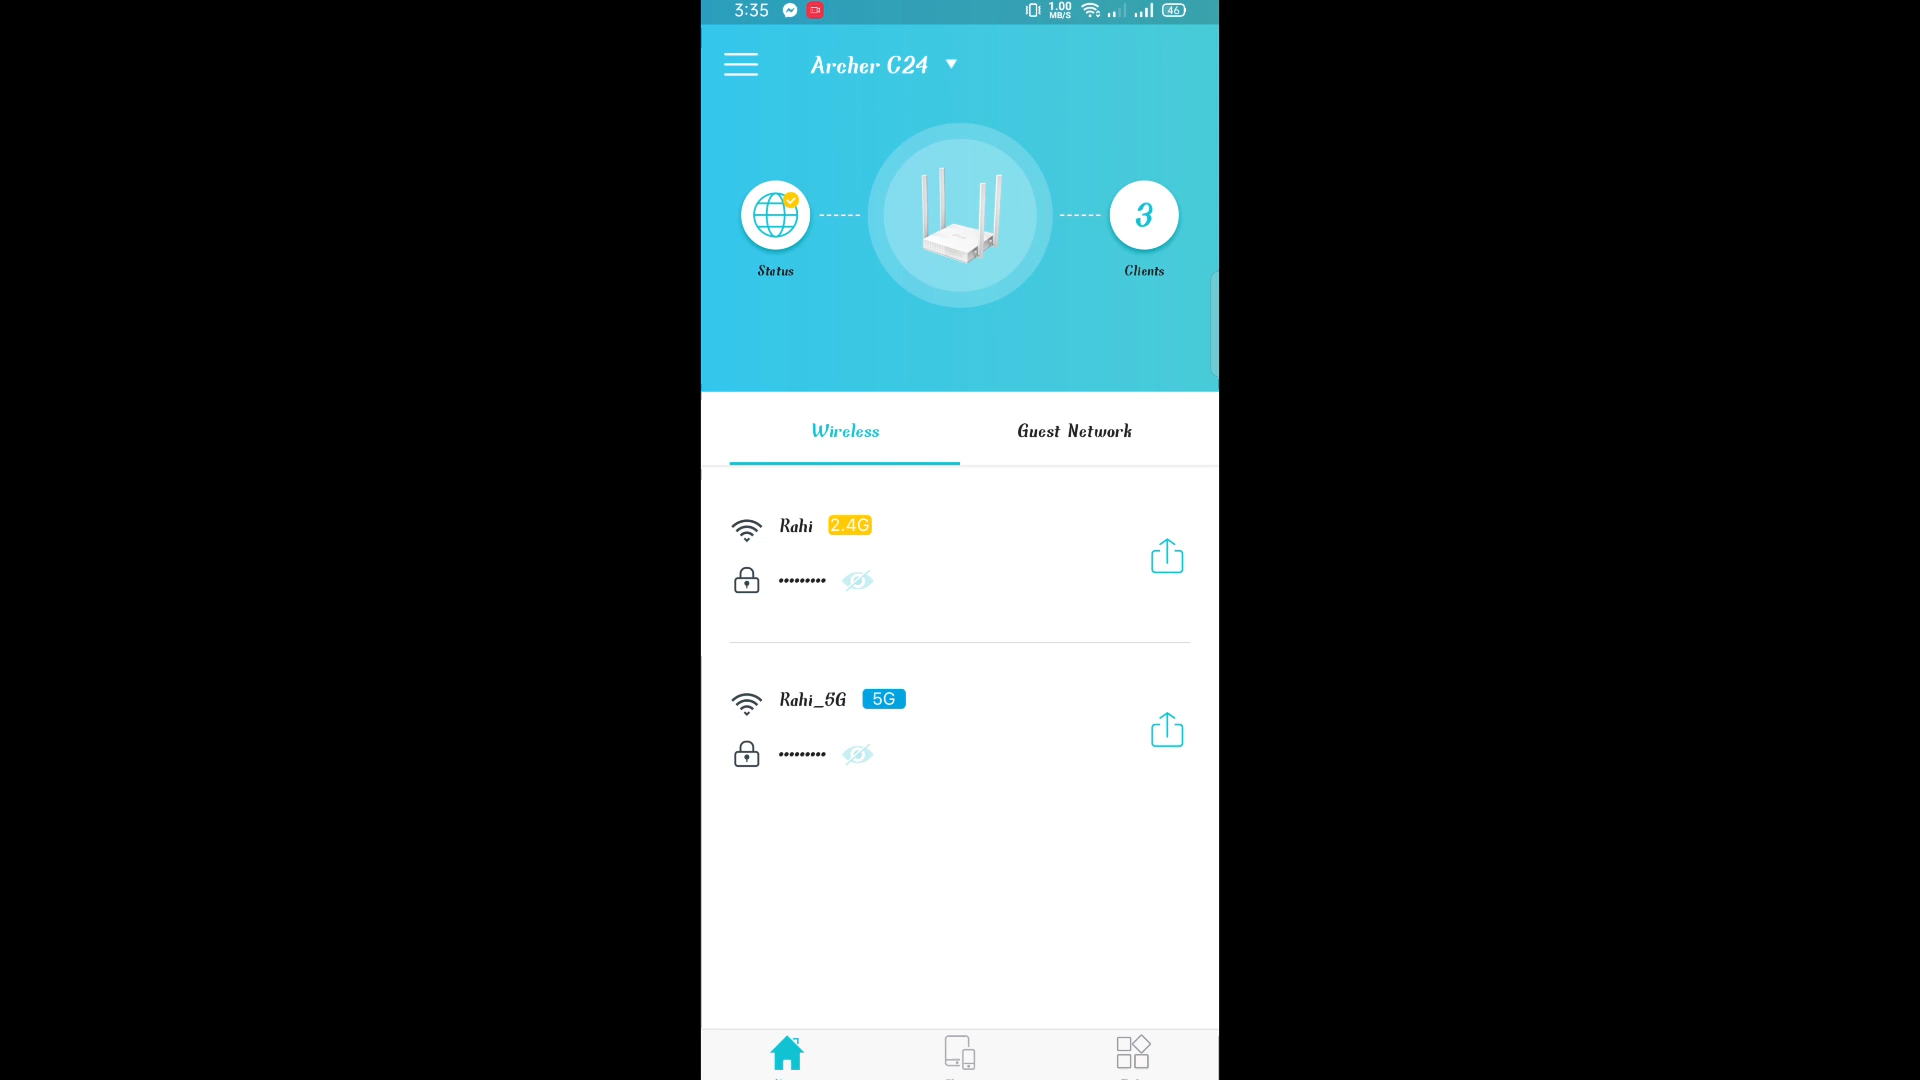 3:35 1.00 MB/S 46
Archer C24
3
Status
Clients
Wireless Guest Network
Rahi 2.4G
•••••••••
Rahi_5G 5G
•••••••••